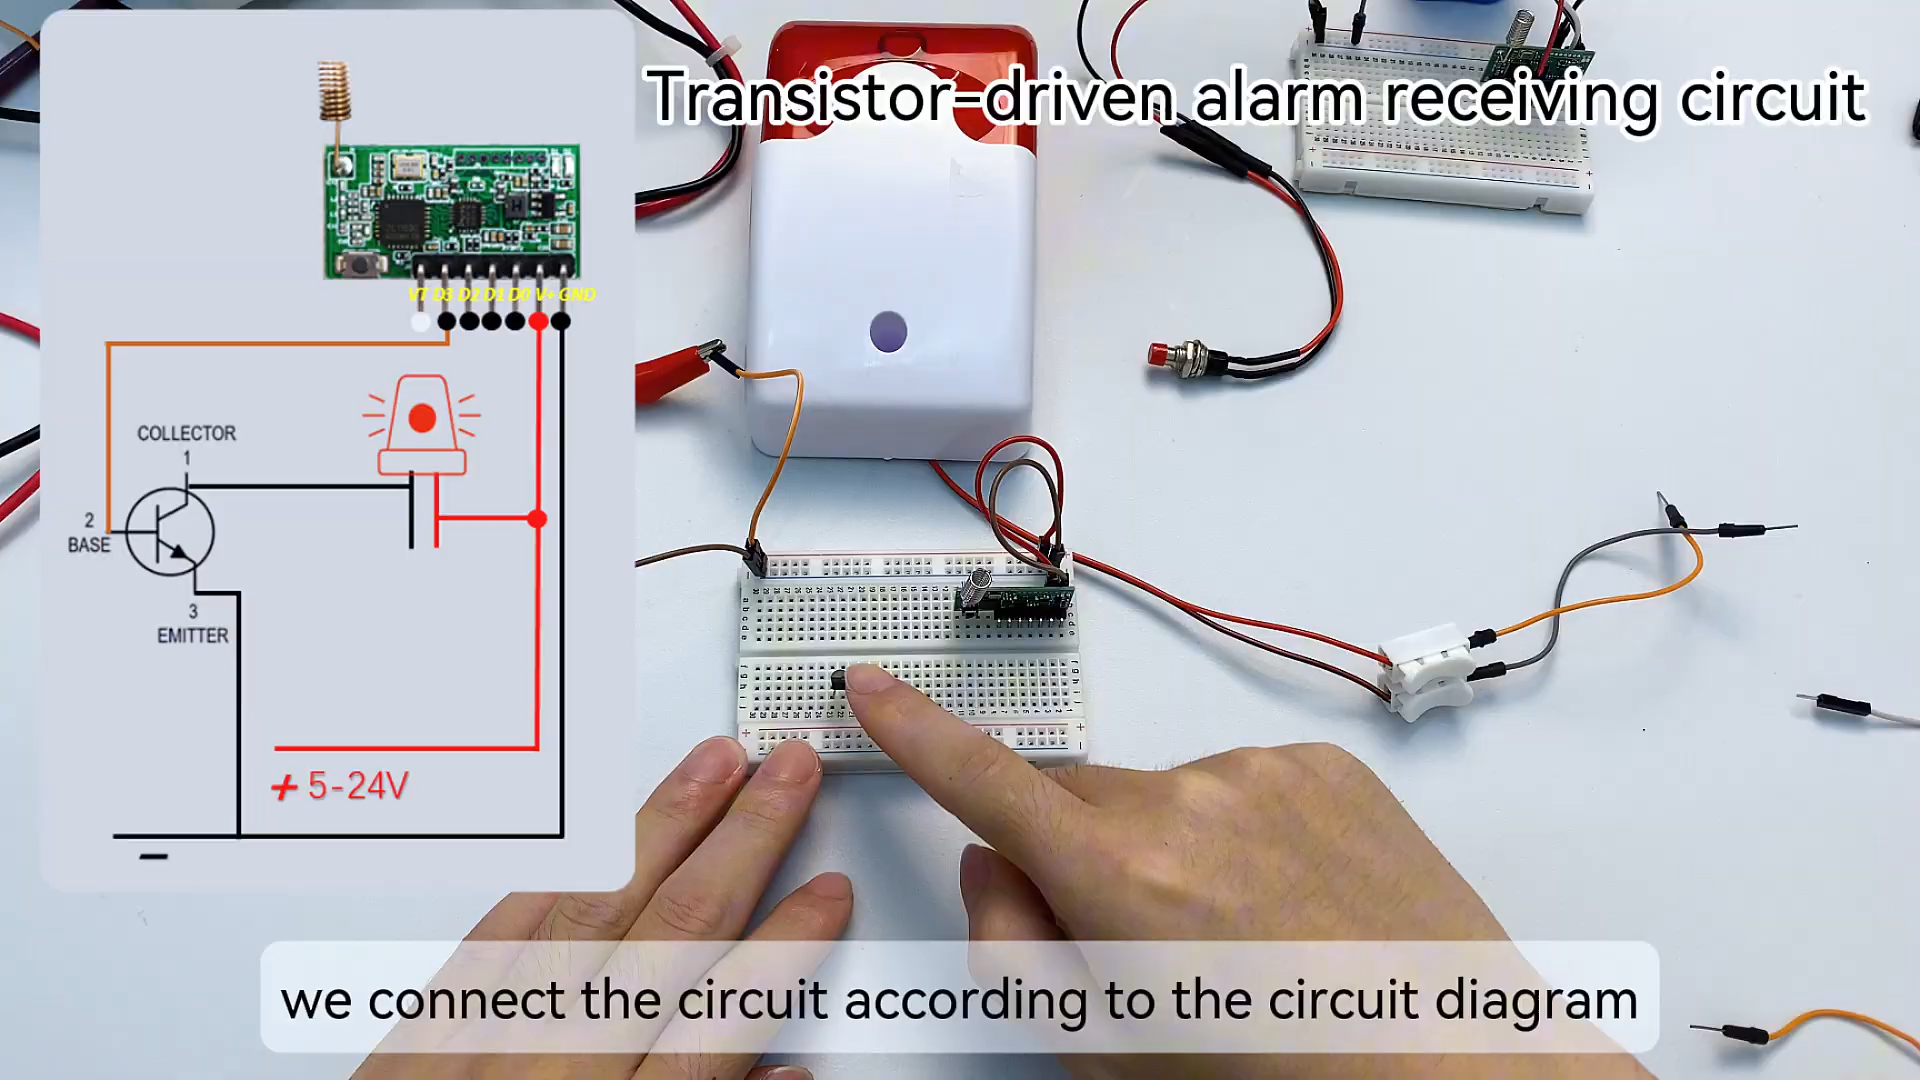 Transistor-driven alarm receiving circuit
VT D3 D2 D1 D0 V+ GND
COLLECTOR
1
2
BASE
3
EMITTER
+ 5-24V
-
we connect the circuit according to the circuit diagram